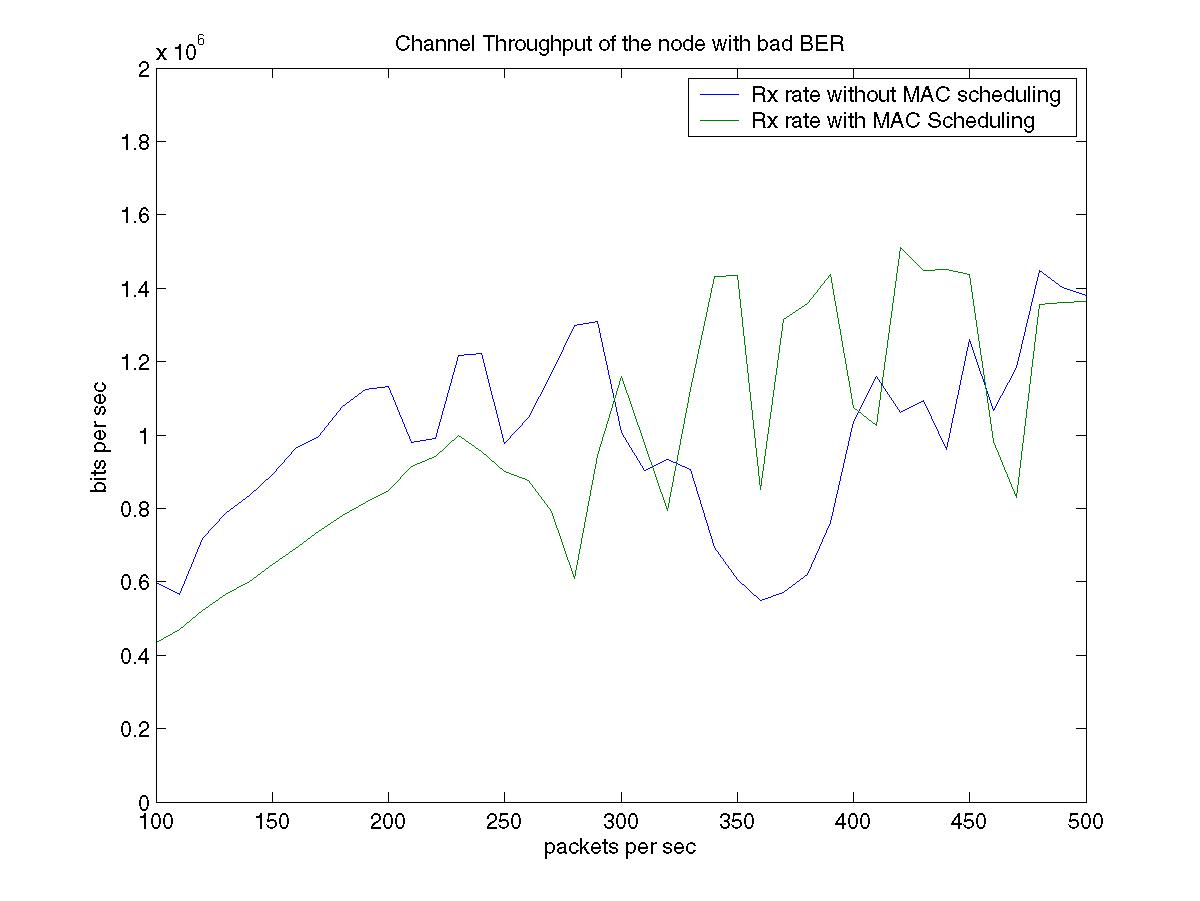 Channel Throughput of the node with bad BER
x 10^6
Rx rate without MAC scheduling
Rx rate with MAC Scheduling
2
1.8
1.6
1.4
1.2
1
0.8
0.6
0.4
0.2
0
bits per sec
100 150 200 250 300 350 400 450 500
packets per sec